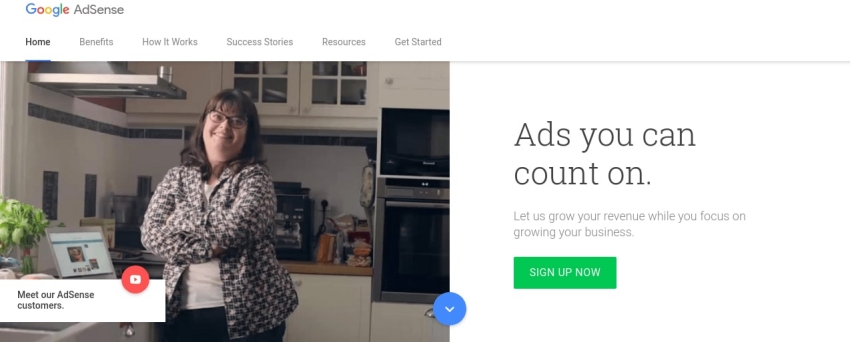 Google AdSense
Home Benefits How It Works Success Stories Resources Get Started
Ads you can
count on.
Let us grow your revenue while you focus on
growing your business.
SIGN UP NOW
Meet our AdSense
customers.